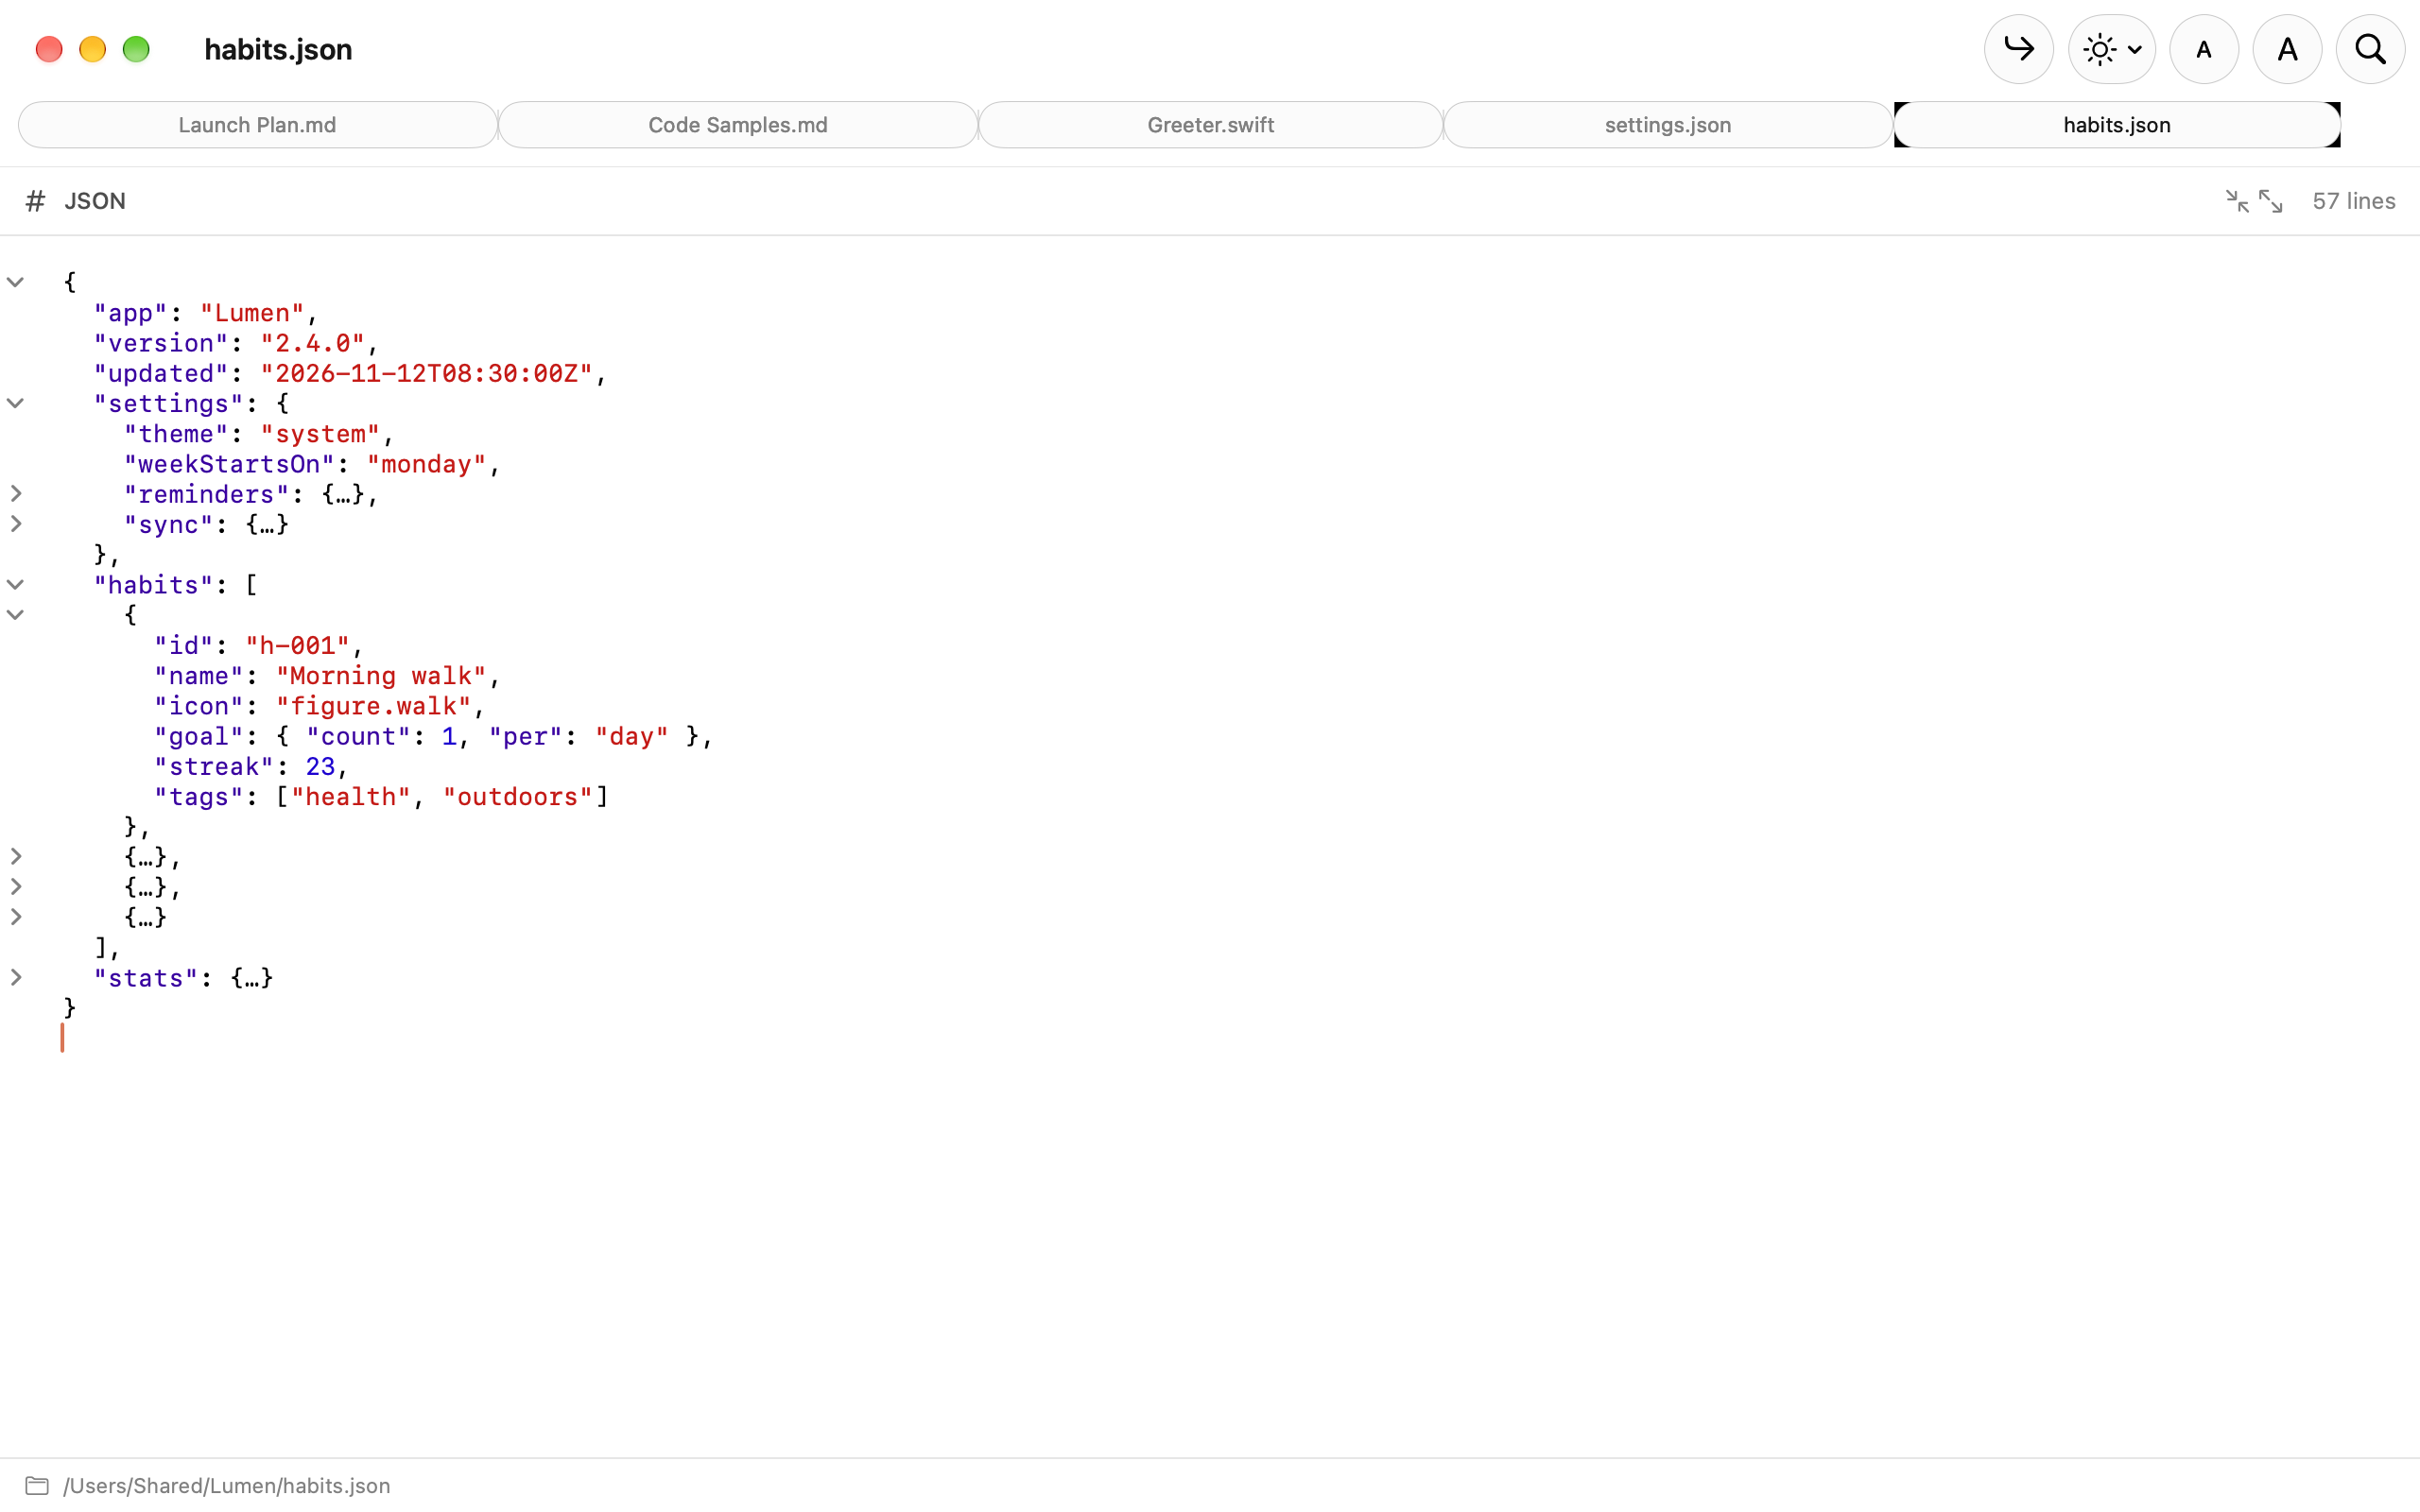 habits.json
A
A
Launch Plan.md
Code Samples.md
Greeter.swift
settings.json
habits.json
# JSON
57 lines
{
  "app": "Lumen",
  "version": "2.4.0",
  "updated": "2026-11-12T08:30:00Z",
  "settings": {
    "theme": "system",
    "weekStartsOn": "monday",
    "reminders": {…},
    "sync": {…}
  },
  "habits": [
    {
      "id": "h-001",
      "name": "Morning walk",
      "icon": "figure.walk",
      "goal": { "count": 1, "per": "day" },
      "streak": 23,
      "tags": ["health", "outdoors"]
    },
    {…},
    {…},
    {…}
  ],
  "stats": {…}
}
/Users/Shared/Lumen/habits.json